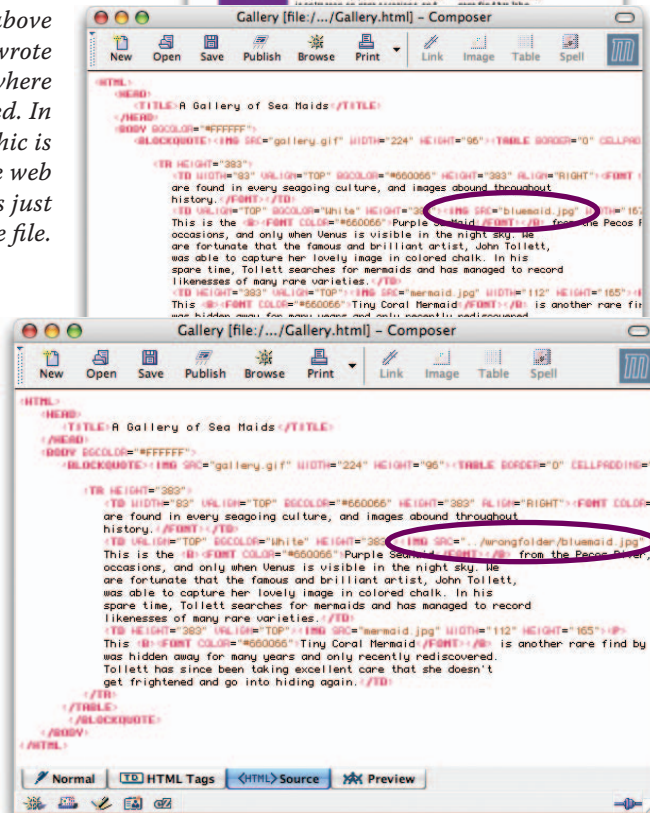 above
wrote
where
ed. In
hic is
e web
s just
e file.
Gallery [file:/.../Gallery.html] – Composer
New Open Save Publish Browse Print Link Image Table Spell
<HTML>
<HEAD>
<TITLE>A Gallery of Sea Maids</TITLE>
</HEAD>
<BODY BGCOLOR="#FFFFFF">
<BLOCKQUOTE><IMG SRC="gallery.gif" WIDTH="224" HEIGHT="96"><TABLE BORDER="0" CELLPAD
<TR HEIGHT="383">
<TD WIDTH="83" VALIGN="TOP" BGCOLOR="#660066" HEIGHT="383" ALIGN="RIGHT"><FONT
are found in every seagoing culture, and images abound throughout
history.</FONT></TD>
<TD VALIGN="TOP" BGCOLOR="White" HEIGHT="38 <IMG SRC="bluemaid.jpg" WIDTH="167
This is the <B><FONT COLOR="#660066">Purple SeaMaid</FONT></B> from the Pecos
occasions, and only when Venus is visible in the night sky. We
are fortunate that the famous and brilliant artist, John Tollett,
was able to capture her lovely image in colored chalk. In his
spare time, Tollett searches for mermaids and has managed to record
likenesses of many rare varieties.</TD>
<TD HEIGHT="383" VALIGN="TOP"><IMG SRC="mermaid.jpg" WIDTH="112" HEIGHT="165">
This <B><FONT COLOR="#660066">Tiny Coral Mermaid</FONT></B> is another rare fi
was hidden away for many years and only recently rediscovered.
Gallery [file:/.../Gallery.html] – Composer
New Open Save Publish Browse Print Link Image Table Spell
<HTML>
<HEAD>
<TITLE>A Gallery of Sea Maids</TITLE>
</HEAD>
<BODY BGCOLOR="#FFFFFF">
<BLOCKQUOTE><IMG SRC="gallery.gif" WIDTH="224" HEIGHT="96"><TABLE BORDER="0" CELLPADDING="
<TR HEIGHT="383">
<TD WIDTH="83" VALIGN="TOP" BGCOLOR="#660066" HEIGHT="383" ALIGN="RIGHT"><FONT COLOR=
are found in every seagoing culture, and images abound throughout
history.</FONT></TD>
<TD VALIGN="TOP" BGCOLOR="White" HEIGHT="383 <IMG SRC="../wrongfolder/bluemaid.jpg"
This is the <B><FONT COLOR="#660066">Purple SeaMaid</FONT></B> from the Pecos River,
occasions, and only when Venus is visible in the night sky. We
are fortunate that the famous and brilliant artist, John Tollett,
was able to capture her lovely image in colored chalk. In his
spare time, Tollett searches for mermaids and has managed to record
likenesses of many rare varieties.</TD>
<TD HEIGHT="383" VALIGN="TOP"><IMG SRC="mermaid.jpg" WIDTH="112" HEIGHT="165"><P>
This <B><FONT COLOR="#660066">Tiny Coral Mermaid</FONT></B> is another rare find by
was hidden away for many years and only recently rediscovered.
Tollett has since been taking excellent care that she doesn't
get frightened and go into hiding again.</TD>
</TR>
</TABLE>
</BLOCKQUOTE>
</BODY>
</HTML>
Normal TD HTML Tags <HTML> Source Preview